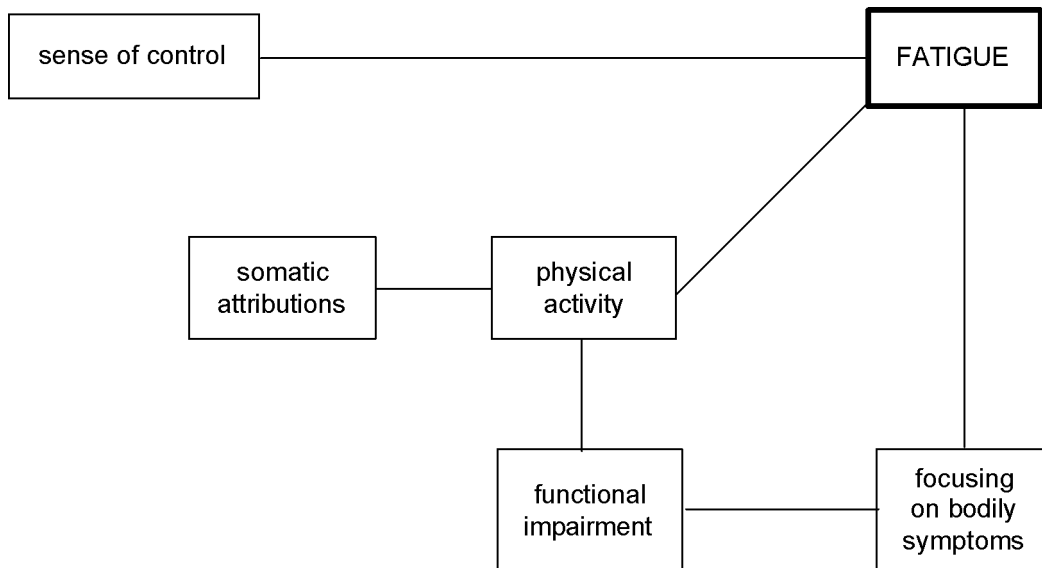 sense of control
FATIGUE
somatic
attributions
physical
activity
functional
impairment
focusing
on bodily
symptoms